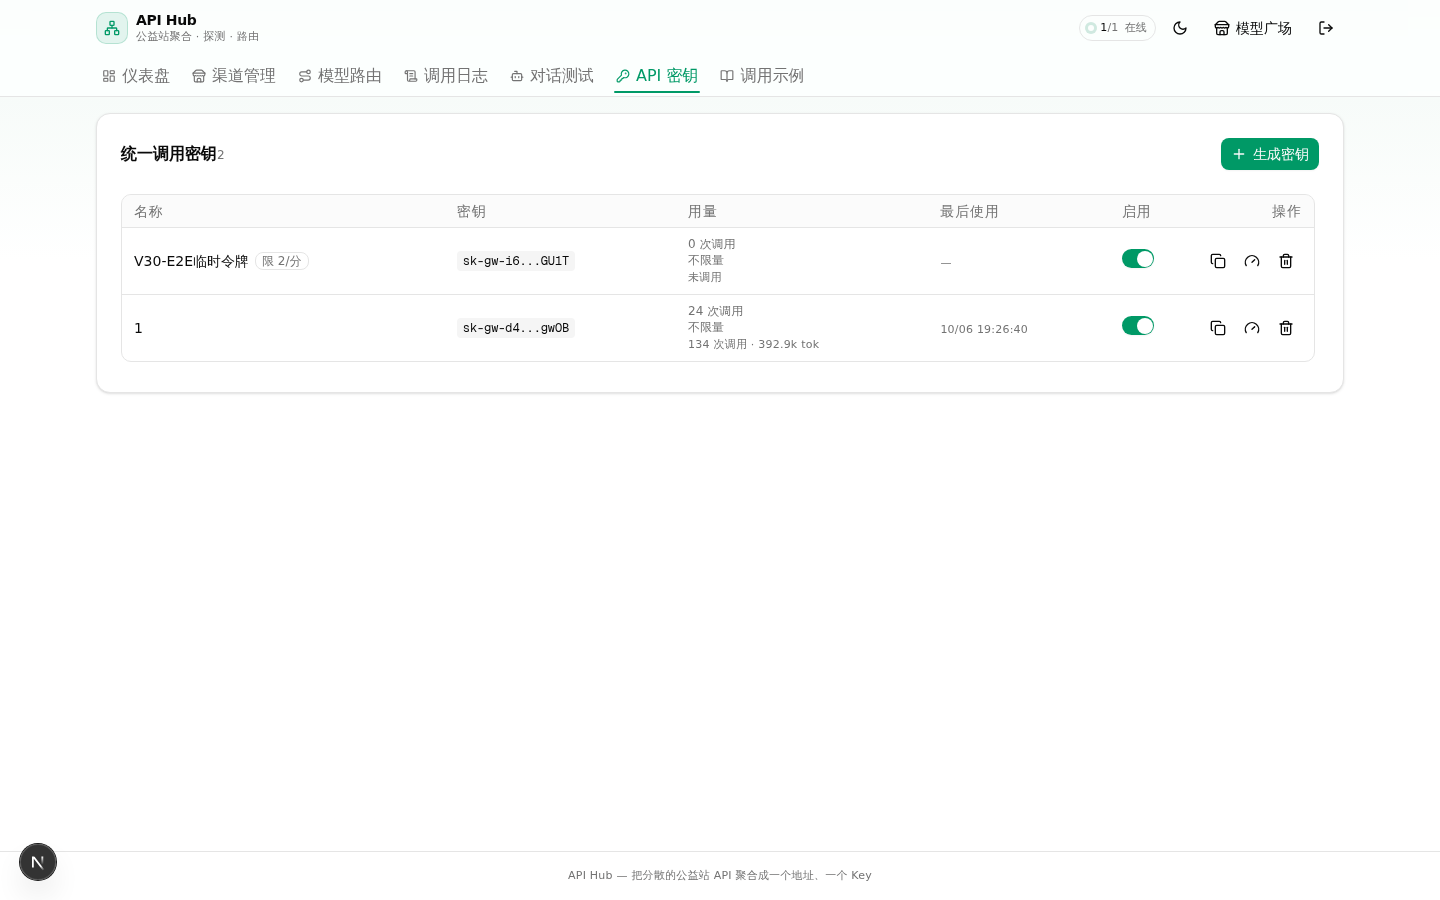 API Hub
公益站聚合 · 探测 · 路由
1/1 在线
模型广场
仪表盘
渠道管理
模型路由
调用日志
对话测试
API 密钥
调用示例
统一调用密钥2
生成密钥
名称 密钥 用量 最后使用 启用 操作
V30-E2E临时令牌 限 2/分
sk-gw-i6...GU1T
0 次调用
不限量
未调用
—
1
sk-gw-d4...gwOB
24 次调用
不限量
134 次调用 · 392.9k tok
10/06 19:26:40
N
API Hub — 把分散的公益站 API 聚合成一个地址、一个 Key